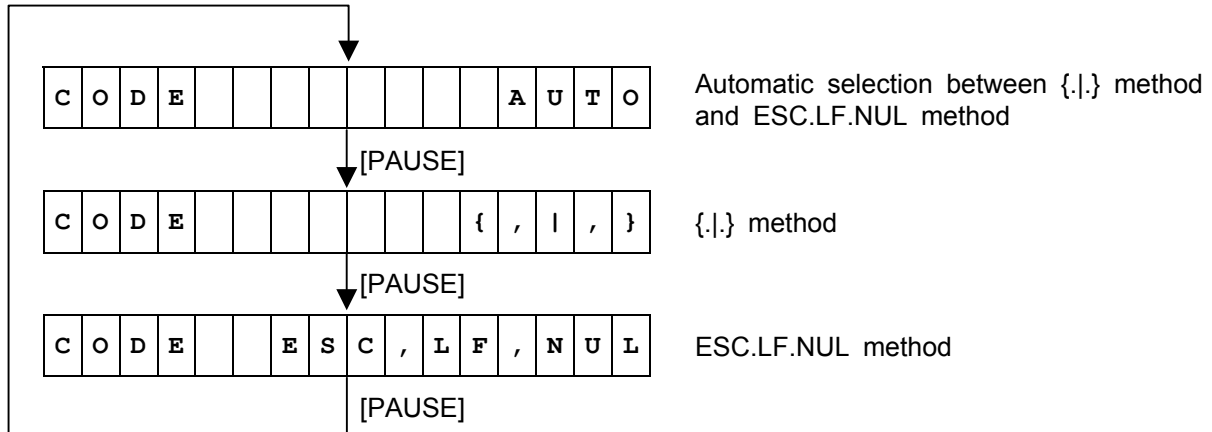 CODE AUTO
Automatic selection between {.|.} method
and ESC.LF.NUL method
[PAUSE]
CODE {,|,}
{.|.} method
[PAUSE]
CODE ESC,LF,NUL
ESC.LF.NUL method
[PAUSE]